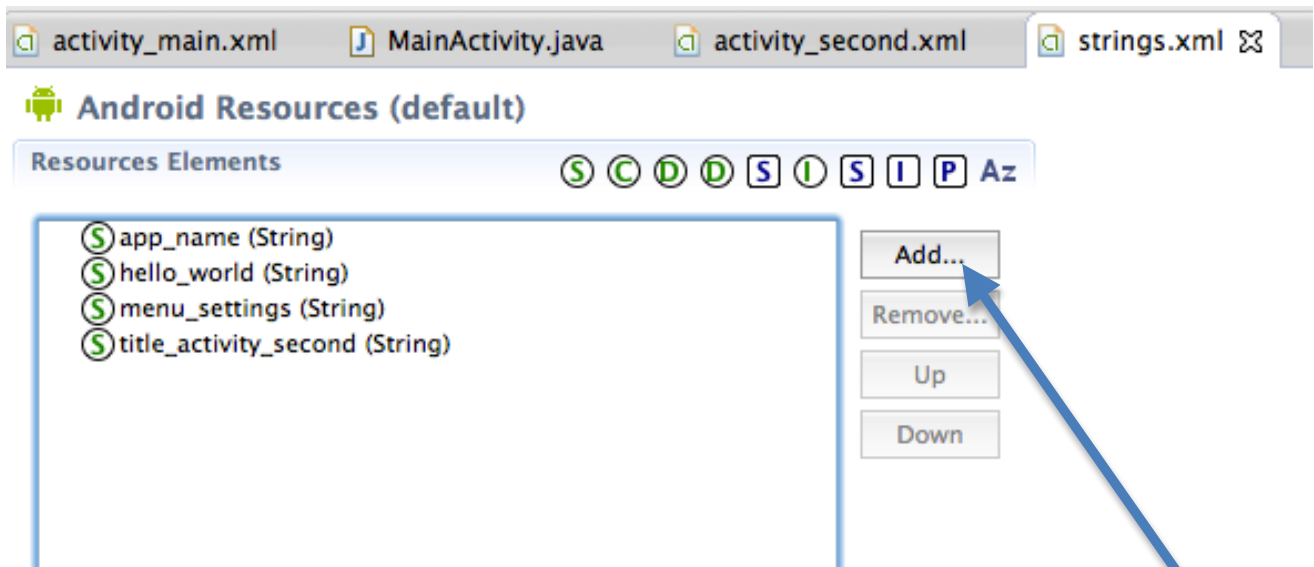 activity_main.xml MainActivity.java activity_second.xml strings.xml
Android Resources (default)
Resources Elements S C D D S I S I P Az
S app_name (String)
S hello_world (String)
S menu_settings (String)
S title_activity_second (String)
Add...
Remove...
Up
Down